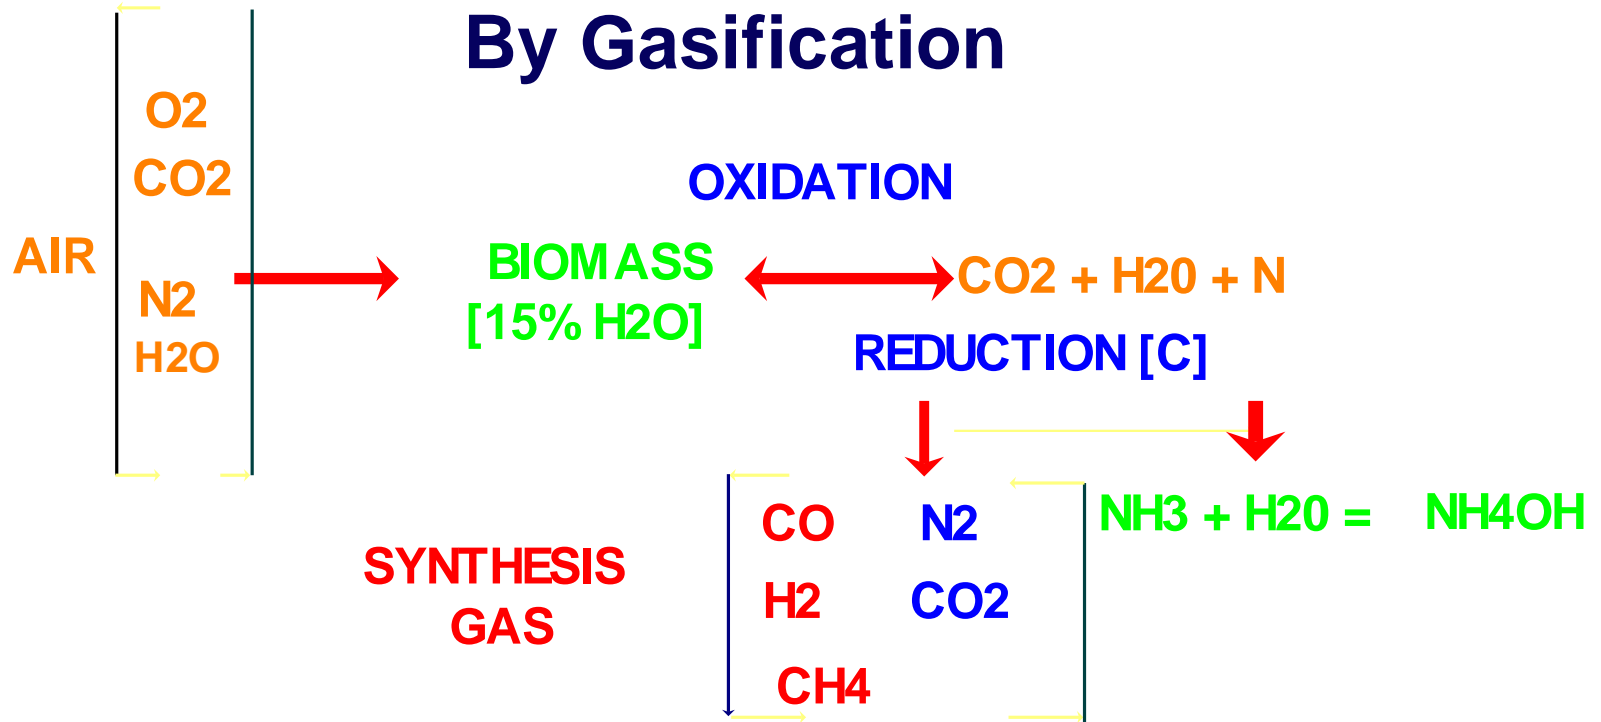 By Gasification
O2
CO2
OXIDATION
AIR
BIOMASS
CO2 + H20 + N
N2
[15% H2O]
H2O
REDUCTION [C]
CO
N2
NH3 + H20 =
NH4OH
SYNTHESIS
GAS
H2
CO2
CH4